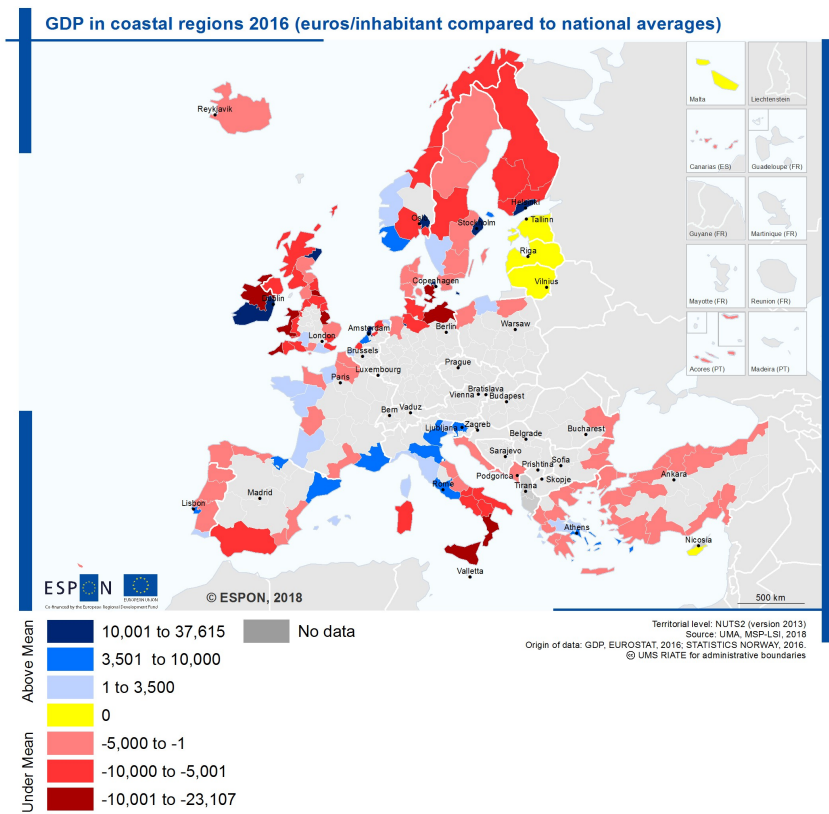 GDP in coastal regions 2016 (euros/inhabitant compared to national averages)
Malta
Liechtenstein
Canarias (ES)
Guadeloupe (FR)
Guyane (FR)
Martinique (FR)
Mayotte (FR)
Reunion (FR)
Acores (PT)
Madeira (PT)
Reykjavik
Helsinki
Oslo
Stockholm
Tallinn
Riga
Vilnius
Copenhagen
Dublin
London
Amsterdam
Berlin
Warsaw
Brussels
Luxembourg
Prague
Paris
Bratislava
Vienna
Budapest
Bern
Vaduz
Ljubljana
Zagreb
Belgrade
Bucharest
Sarajevo
Prishtina
Sofia
Podgorica
Skopje
Tirana
Rome
Madrid
Lisbon
Ankara
Athens
Nicosia
Valletta
ESPON
EUROPEAN UNION
Co-financed by the European Regional Development Fund
© ESPON, 2018
500 km
Territorial level: NUTS2 (version 2013)
Source: UMA, MSP-LSI, 2018
Origin of data: GDP, EUROSTAT, 2016; STATISTICS NORWAY, 2016.
© UMS RIATE for administrative boundaries
Above Mean
10,001 to 37,615
3,501 to 10,000
1 to 3,500
0
Under Mean
-5,000 to -1
-10,000 to -5,001
-10,001 to -23,107
No data